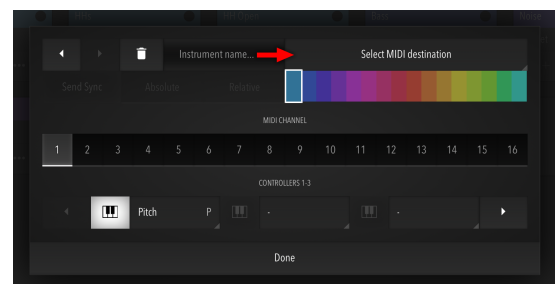 Instrument name... Select MIDI destination
Send Sync Absolute Relative
MIDI CHANNEL
1 2 3 4 5 6 7 8 9 10 11 12 13 14 15 16
CONTROLLERS 1-3
Pitch P - -
Done